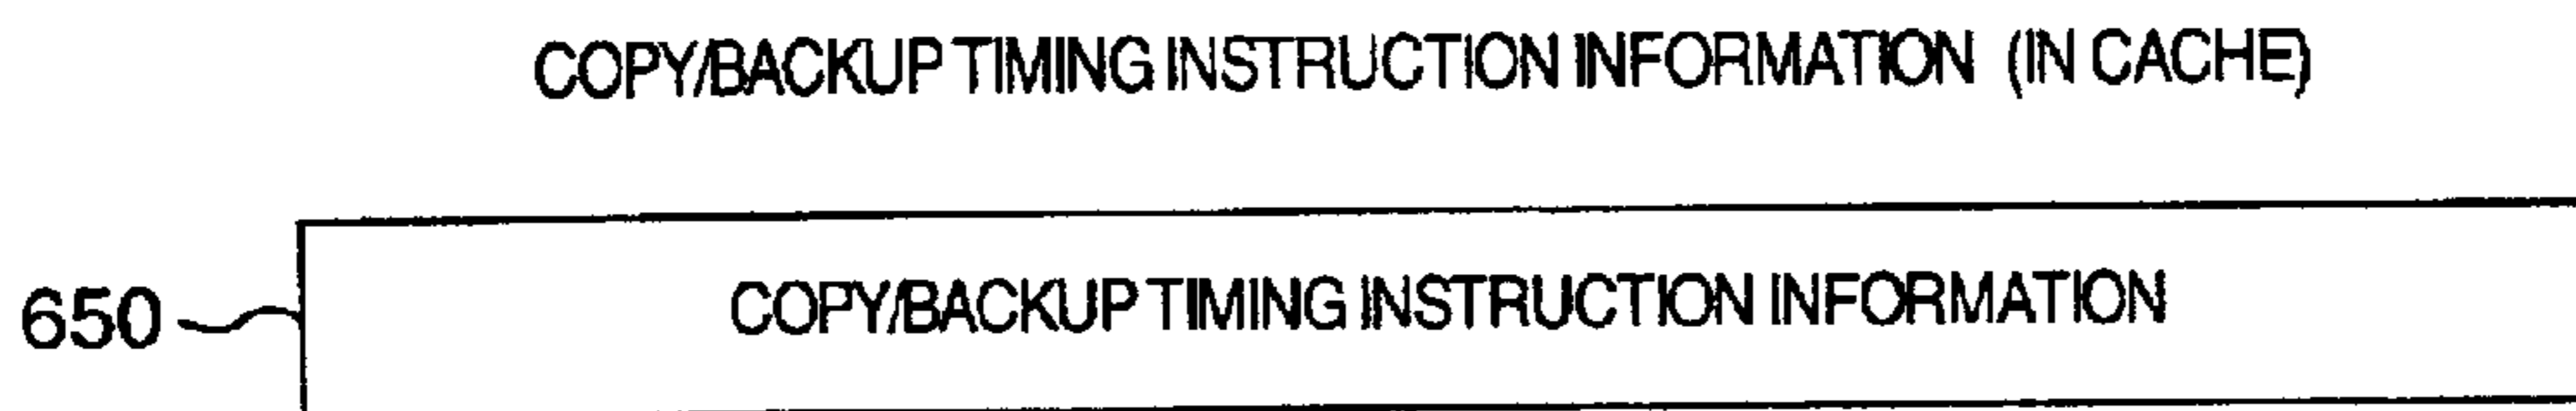 COPY/BACKUP TIMING INSTRUCTION INFORMATION (IN CACHE)
650 COPY/BACKUP TIMING INSTRUCTION INFORMATION